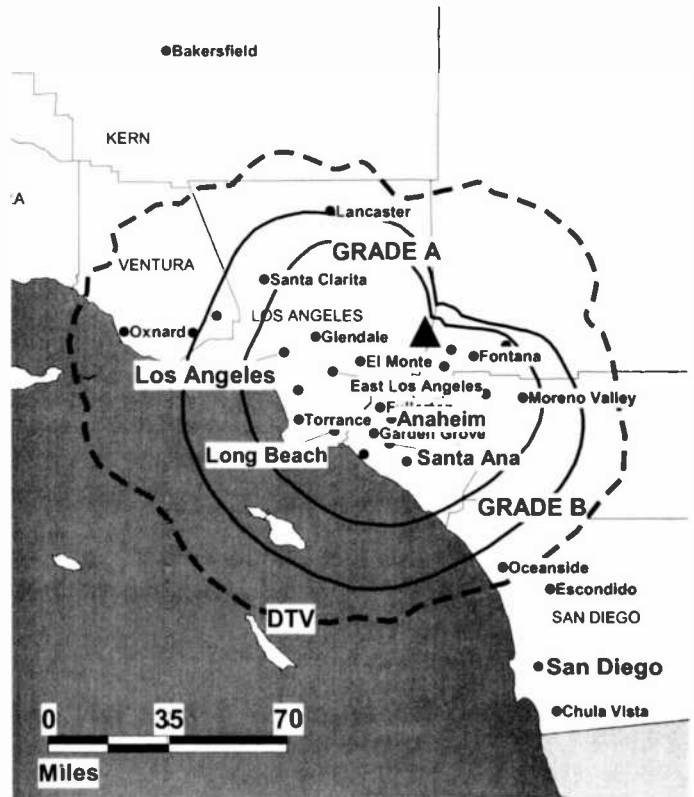 Bakersfield
KERN
A
Lancaster
GRADE A
VENTURA
Santa Clarita
LOS ANGELES
Oxnard
Glendale
El Monte
Fontana
Los Angeles
East Los Angeles
Moreno Valley
Torrance
Anaheim
Garden Grove
Long Beach
Santa Ana
GRADE B
Oceanside
Escondido
DTV
SAN DIEGO
San Diego
0 35 70
Chula Vista
Miles